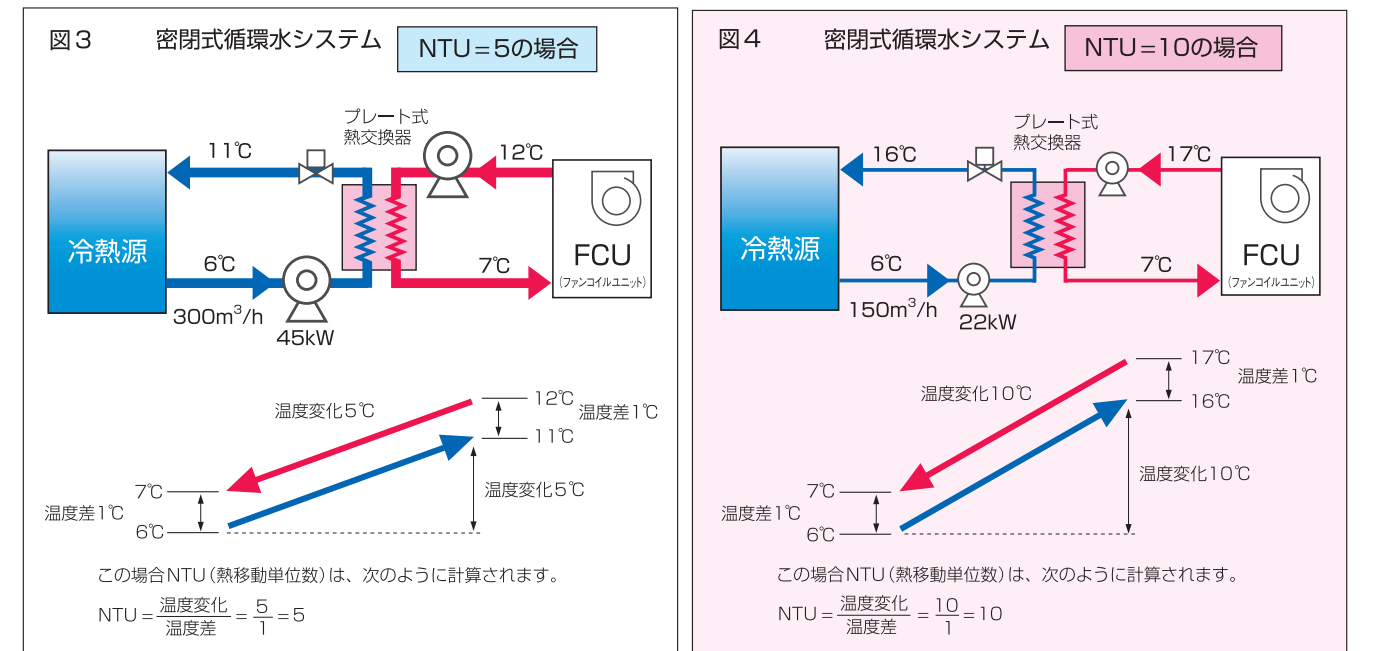 図3 密閉式循環水システム NTU=5の場合
プレート式
熱交換器
11℃
12℃
冷熱源
FCU
(ファンコイルユニット)
6℃
7℃
300m³/h
45kW
温度変化5℃
12℃
温度差1℃
11℃
7℃
温度差1℃
6℃
温度変化5℃
この場合NTU(熱移動単位数)は、次のように計算されます。
NTU=温度変化/温度差=5/1=5
図4 密閉式循環水システム NTU=10の場合
プレート式
熱交換器
16℃
17℃
冷熱源
FCU
(ファンコイルユニット)
6℃
7℃
150m³/h
22kW
温度変化10℃
17℃
温度差1℃
16℃
温度変化10℃
7℃
温度差1℃
6℃
この場合NTU(熱移動単位数)は、次のように計算されます。
NTU=温度変化/温度差=10/1=10